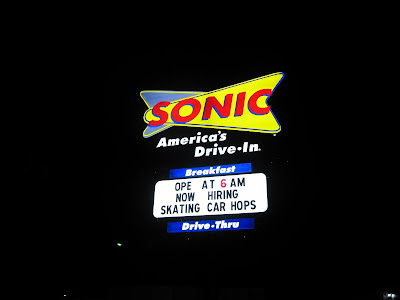 SONIC
America's
Drive-In.
Breakfast
OPE AT 6 AM
NOW HIRING
SKATING CAR HOPS
Drive-Thru